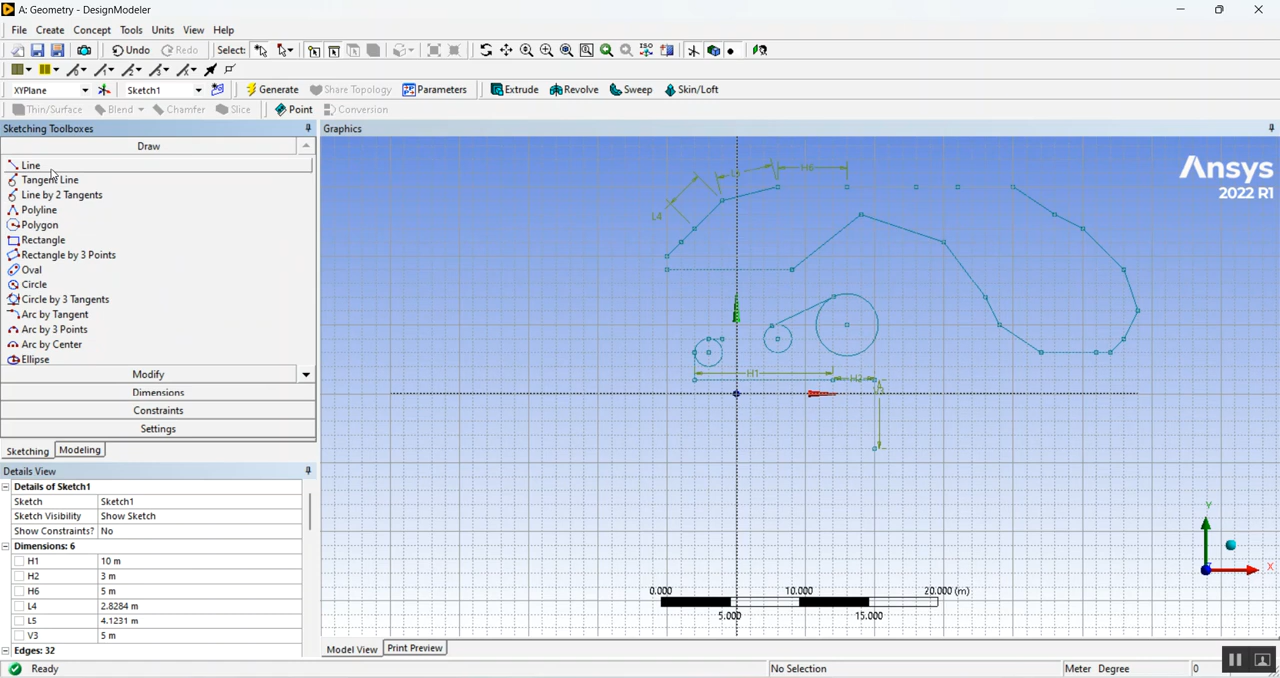 A: Geometry - DesignModeler
File Create Concept Tools Units View Help
Undo Redo Select: ISO
XYPlane Sketch1 Generate Share Topology Parameters Extrude Revolve Sweep Skin/Loft
Thin/Surface Blend Chamfer Slice Point Conversion
Sketching Toolboxes
Draw
Line
Tangent Line
Line by 2 Tangents
Polyline
Polygon
Rectangle
Rectangle by 3 Points
Oval
Circle
Circle by 3 Tangents
Arc by Tangent
Arc by 3 Points
Arc by Center
Ellipse
Modify
Dimensions
Constraints
Settings
Sketching Modeling
Details View
Details of Sketch1
Sketch Sketch1
Sketch Visibility Show Sketch
Show Constraints? No
Dimensions: 6
H1 10 m
H2 3 m
H6 5 m
L4 2.8284 m
L5 4.1231 m
V3 5 m
Edges: 32
Graphics
Ansys
2022 R1
H6
L4
H1 H2
Y
X
0.000 10.000 20.000 (m)
5.000 15.000
Model View Print Preview
Ready No Selection Meter Degree 0